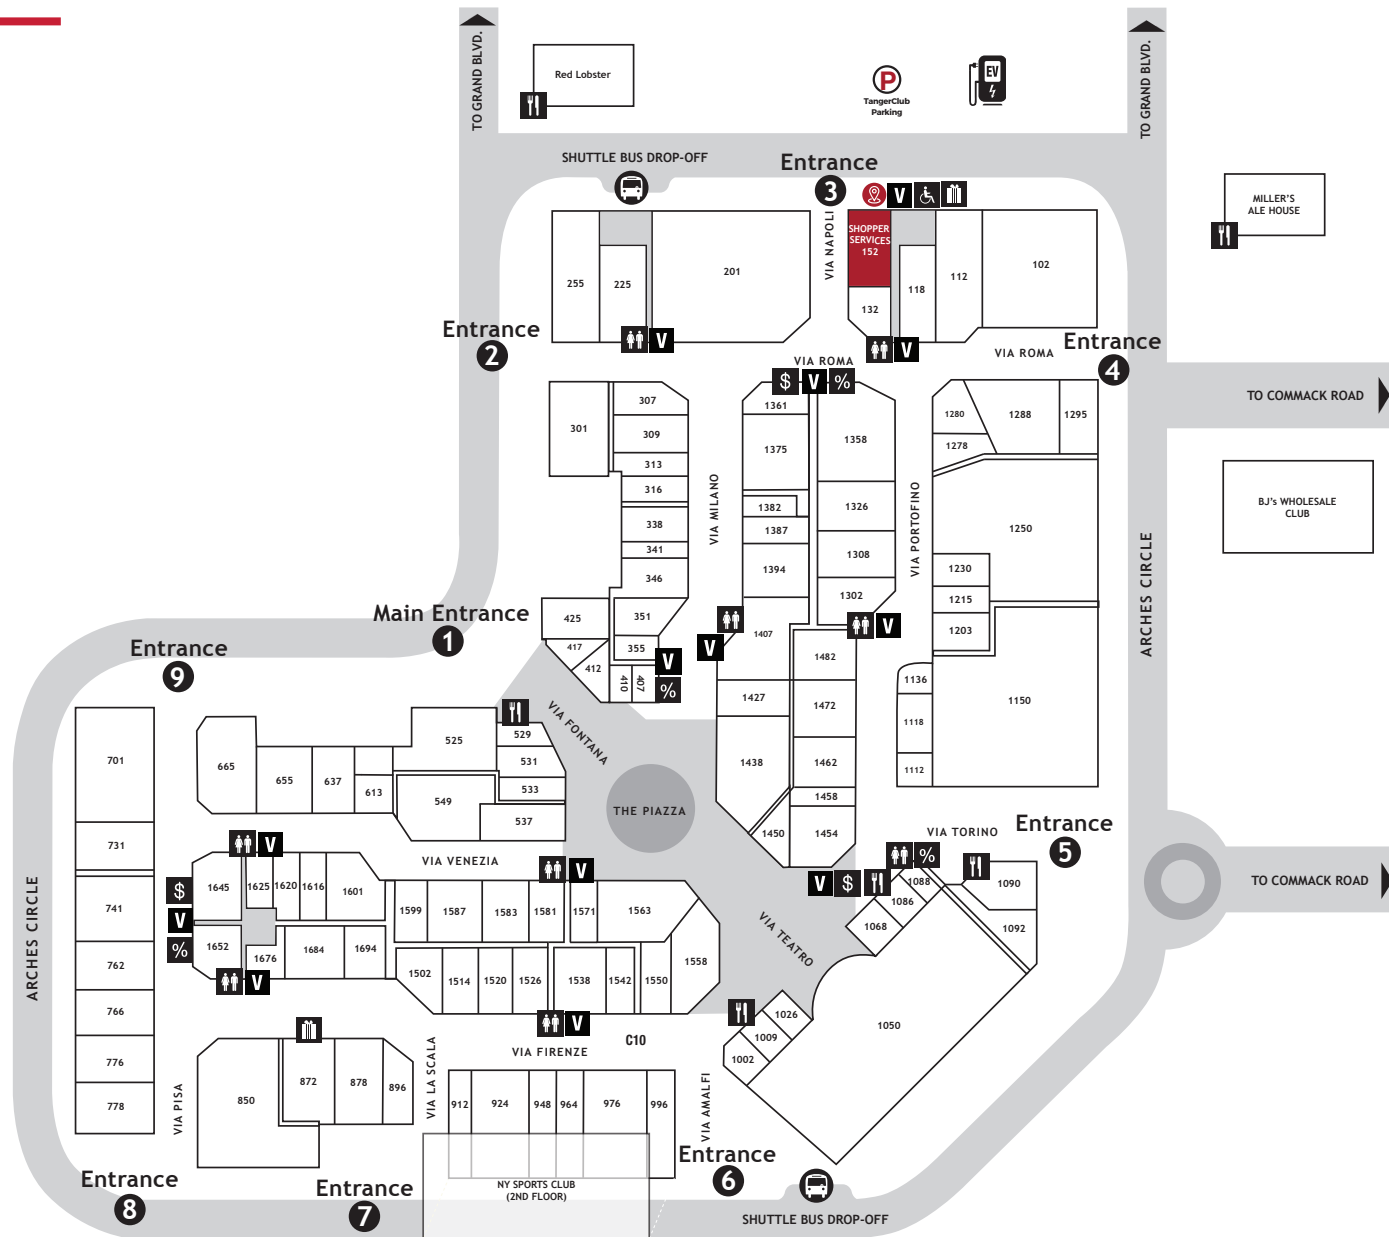 TO GRAND BLVD.
Red Lobster
P
TangerClub
Parking
EV
TO GRAND BLVD.
SHUTTLE BUS DROP-OFF
Entrance
3
V
MILLER'S
ALE HOUSE
VIA NAPOLI
SHOPPER
SERVICES
152
255
225
201
132
118
112
102
V
V
Entrance
2
VIA ROMA
VIA ROMA
Entrance
4
$
V
%
TO COMMACK ROAD
301
307
309
313
316
338
341
346
351
355
VIA MILANO
1361
1375
1382
1387
1394
1407
1358
1326
1308
1302
VIA PORTOFINO
1280
1278
1288
1295
1250
1230
1215
1203
1150
1136
1118
1112
BJ's WHOLESALE
CLUB
ARCHES CIRCLE
Main Entrance
1
425
417
412
410
407
V
%
V
V
Entrance
9
1482
1472
1462
1458
1454
1450
1427
1438
VIA FONTANA
THE PIAZZA
701
731
741
762
766
776
778
665
655
637
613
525
549
529
531
533
537
VIA VENEZIA
VIA TORINO
Entrance
5
TO COMMACK ROAD
V
$
%
1088
1086
1068
1090
1092
VIA TEATRO
1050
1026
1009
1002
ARCHES CIRCLE
V
V
$
V
%
1645
1625
1620
1616
1601
1599
1587
1583
1581
1571
1563
1652
1676
1684
1694
1502
1514
1520
1526
1538
1542
1550
1558
V
V
VIA FIRENZE
C10
VIA PISA
850
872
878
896
VIA LA SCALA
912
924
948
964
976
996
VIA AMALFI
NY SPORTS CLUB
(2ND FLOOR)
Entrance
8
Entrance
7
Entrance
6
SHUTTLE BUS DROP-OFF